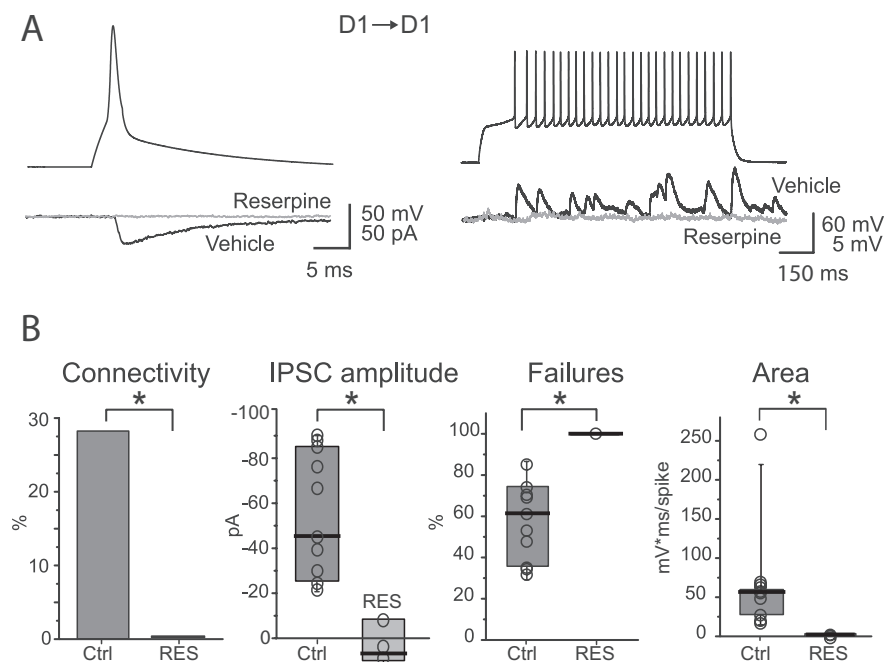 A
D1→D1
Reserpine
Vehicle
50 mV
50 pA
5 ms
Vehicle
Reserpine
60 mV
5 mV
150 ms
B
Connectivity
*
30
25
20
15
10
5
0
%
Ctrl
RES
IPSC amplitude
*
-100
-80
-60
-40
-20
0
pA
RES
Ctrl
Failures
*
100
80
60
40
20
0
%
Ctrl
RES
Area
*
250
200
150
100
50
0
mV*ms/spike
Ctrl
RES